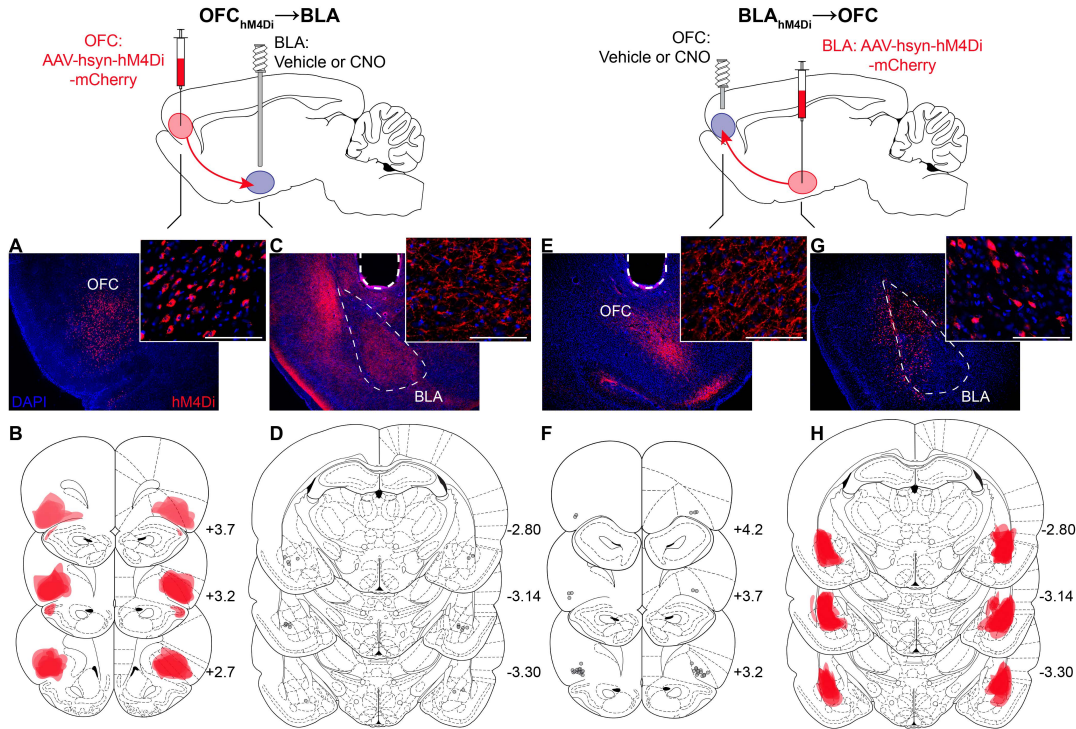 OFChM4Di→BLA
OFC:
AAV-hsyn-hM4Di
-mCherry
BLA:
Vehicle or CNO
BLAhM4Di→OFC
OFC:
Vehicle or CNO
BLA: AAV-hsyn-hM4Di
-mCherry
A
OFC
DAPI
hM4Di
C
BLA
E
OFC
G
BLA
B
+3.7
+3.2
+2.7
D
-2.80
-3.14
-3.30
F
+4.2
+3.7
+3.2
H
-2.80
-3.14
-3.30